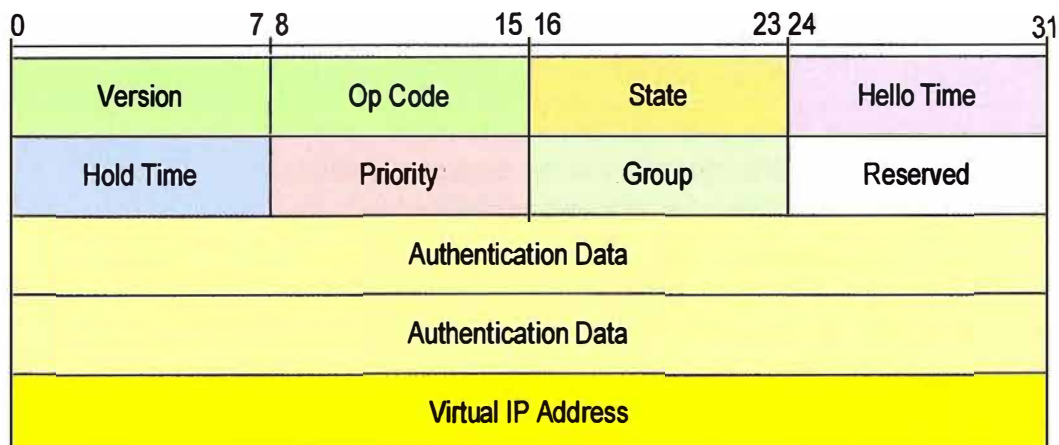 0 7 8 15 16 23 24 31
Version Op Code State Hello Time
Hold Time Priority Group Reserved
Authentication Data
Authentication Data
Virtual IP Address